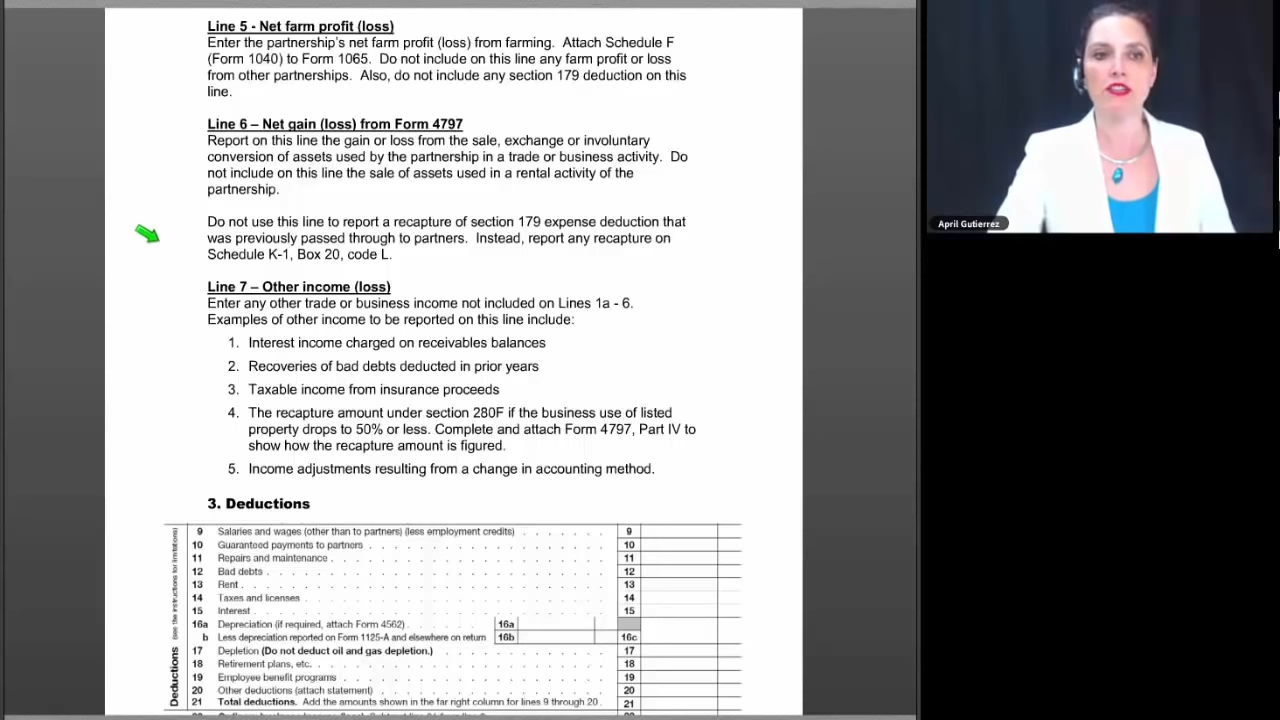 Line 5 - Net farm profit (loss)
Enter the partnership's net farm profit (loss) from farming. Attach Schedule F
(Form 1040) to Form 1065. Do not include on this line any farm profit or loss
from other partnerships. Also, do not include any section 179 deduction on this
line.
Line 6 – Net gain (loss) from Form 4797
Report on this line the gain or loss from the sale, exchange or involuntary
conversion of assets used by the partnership in a trade or business activity. Do
not include on this line the sale of assets used in a rental activity of the
partnership.
Do not use this line to report a recapture of section 179 expense deduction that
was previously passed through to partners. Instead, report any recapture on
Schedule K-1, Box 20, code L.
Line 7 – Other income (loss)
Enter any other trade or business income not included on Lines 1a - 6.
Examples of other income to be reported on this line include:
1. Interest income charged on receivables balances
2. Recoveries of bad debts deducted in prior years
3. Taxable income from insurance proceeds
4. The recapture amount under section 280F if the business use of listed
property drops to 50% or less. Complete and attach Form 4797, Part IV to
show how the recapture amount is figured.
5. Income adjustments resulting from a change in accounting method.
3. Deductions
Deductions (see the instructions for limitations)
9 Salaries and wages (other than to partners) (less employment credits) 9
10 Guaranteed payments to partners 10
11 Repairs and maintenance 11
12 Bad debts 12
13 Rent 13
14 Taxes and licenses 14
15 Interest 15
16a Depreciation (if required, attach Form 4562) 16a
b Less depreciation reported on Form 1125-A and elsewhere on return 16b 16c
17 Depletion (Do not deduct oil and gas depletion.) 17
18 Retirement plans, etc. 18
19 Employee benefit programs 19
20 Other deductions (attach statement) 20
21 Total deductions. Add the amounts shown in the far right column for lines 9 through 20 21
April Gutierrez